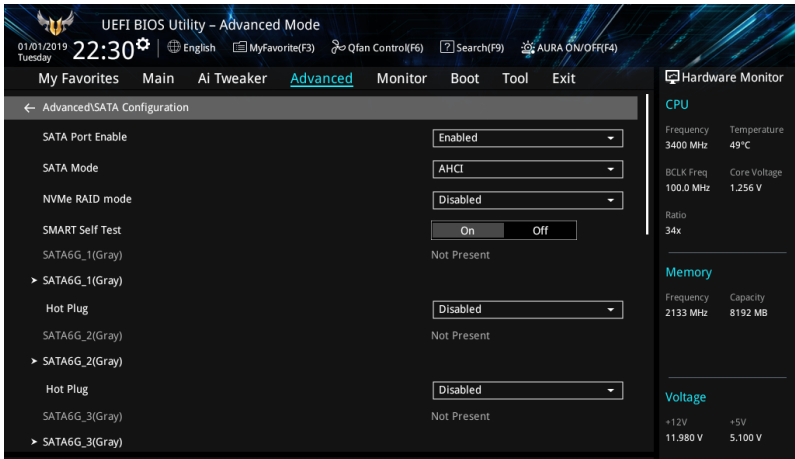 UEFI BIOS Utility – Advanced Mode
01/01/2019
Tuesday
22:30
English
MyFavorite(F3)
Qfan Control(F6)
? Search(F9)
AURA ON/OFF(F4)
My Favorites Main Ai Tweaker Advanced Monitor Boot Tool Exit
← Advanced\SATA Configuration
SATA Port Enable Enabled
SATA Mode AHCI
NVMe RAID mode Disabled
SMART Self Test On Off
SATA6G_1(Gray) Not Present
➤ SATA6G_1(Gray)
Hot Plug Disabled
SATA6G_2(Gray) Not Present
➤ SATA6G_2(Gray)
Hot Plug Disabled
SATA6G_3(Gray) Not Present
➤ SATA6G_3(Gray)
Hardware Monitor
CPU
Frequency Temperature
3400 MHz 49°C
BCLK Freq Core Voltage
100.0 MHz 1.256 V
Ratio
34x
Memory
Frequency Capacity
2133 MHz 8192 MB
Voltage
+12V +5V
11.980 V 5.100 V